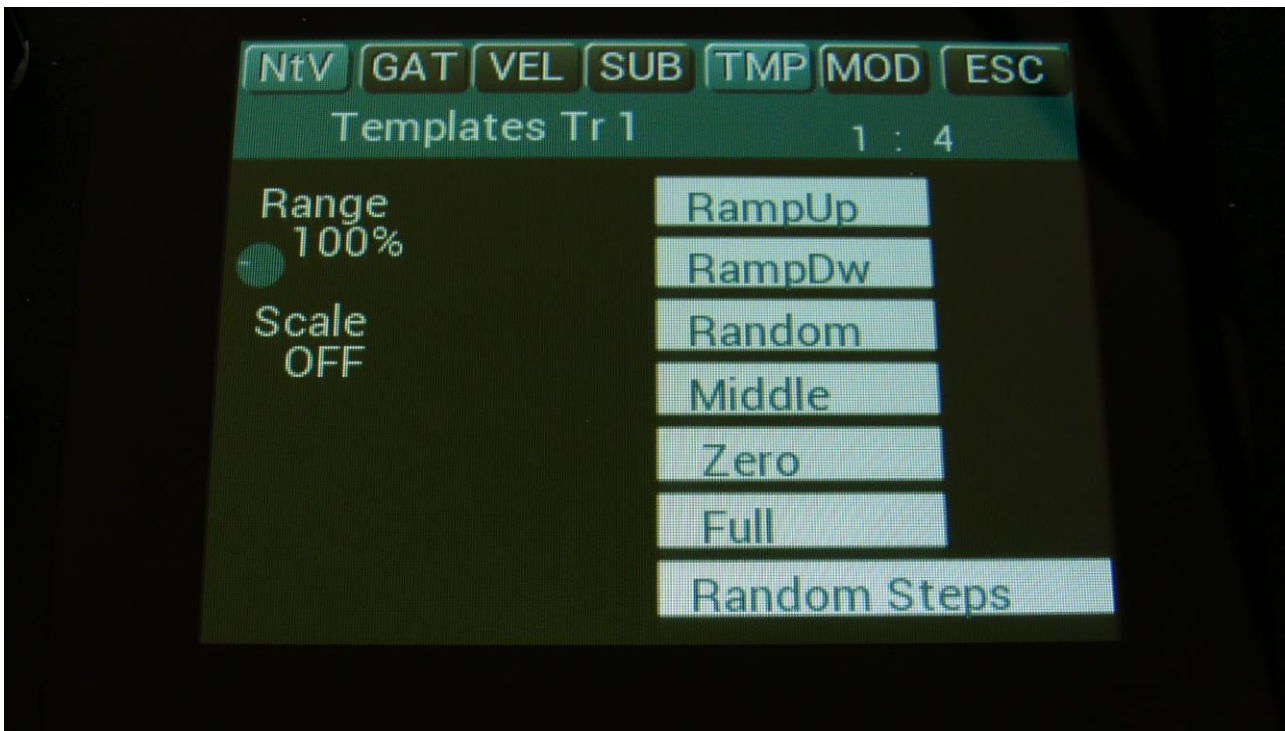 NtV GAT VEL SUB TMP MOD ESC
Templates Tr 1 1 : 4
Range
100%
Scale
OFF
RampUp
RampDw
Random
Middle
Zero
Full
Random Steps